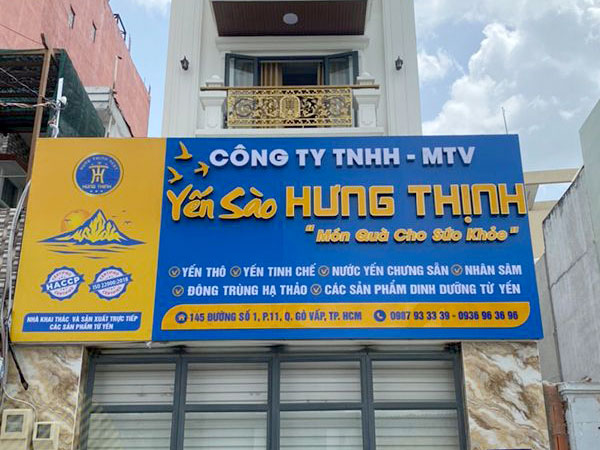 CÔNG TY TNHH - MTV
Yến Sào HƯNG THỊNH
" Món Quà Cho Sức Khỏe "
YẾN THÔ YẾN TINH CHẾ NƯỚC YẾN CHƯNG SẴN NHÂN SÂM
ĐÔNG TRÙNG HẠ THẢO CÁC SẢN PHẨM DINH DƯỠNG TỪ YẾN
145 ĐƯỜNG SỐ 1, P.11, Q. GÒ VẤP, TP. HCM 0987 93 33 39 - 0936 96 36 96
HƯNG THỊNH
HACCP
ISO 22000:2018
NHÀ KHAI THÁC VÀ SẢN XUẤT TRỰC TIẾP
CÁC SẢN PHẨM TỪ YẾN